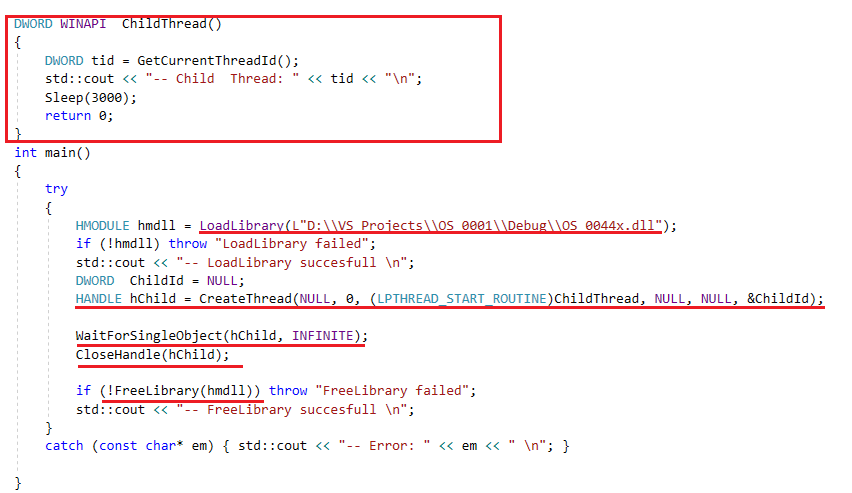 DWORD WINAPI  ChildThread()
{
    DWORD tid = GetCurrentThreadId();
    std::cout << "-- Child  Thread: " << tid << "\n";
    Sleep(3000);
    return 0;
}
int main()
{
    try
    {
        HMODULE hmdll = LoadLibrary(L"D:\\VS_Projects\\OS_0001\\Debug\\OS_0044x.dll");
        if (!hmdll) throw "LoadLibrary failed";
        std::cout << "-- LoadLibrary succesfull \n";
        DWORD  ChildId = NULL;
        HANDLE hChild = CreateThread(NULL, 0, (LPTHREAD_START_ROUTINE)ChildThread, NULL, NULL, &ChildId);
        WaitForSingleObject(hChild, INFINITE);
        CloseHandle(hChild);
        if (!FreeLibrary(hmdll)) throw "FreeLibrary failed";
        std::cout << "-- FreeLibrary succesfull \n";
    }
    catch (const char* em) { std::cout << "-- Error: " << em << " \n"; }
}